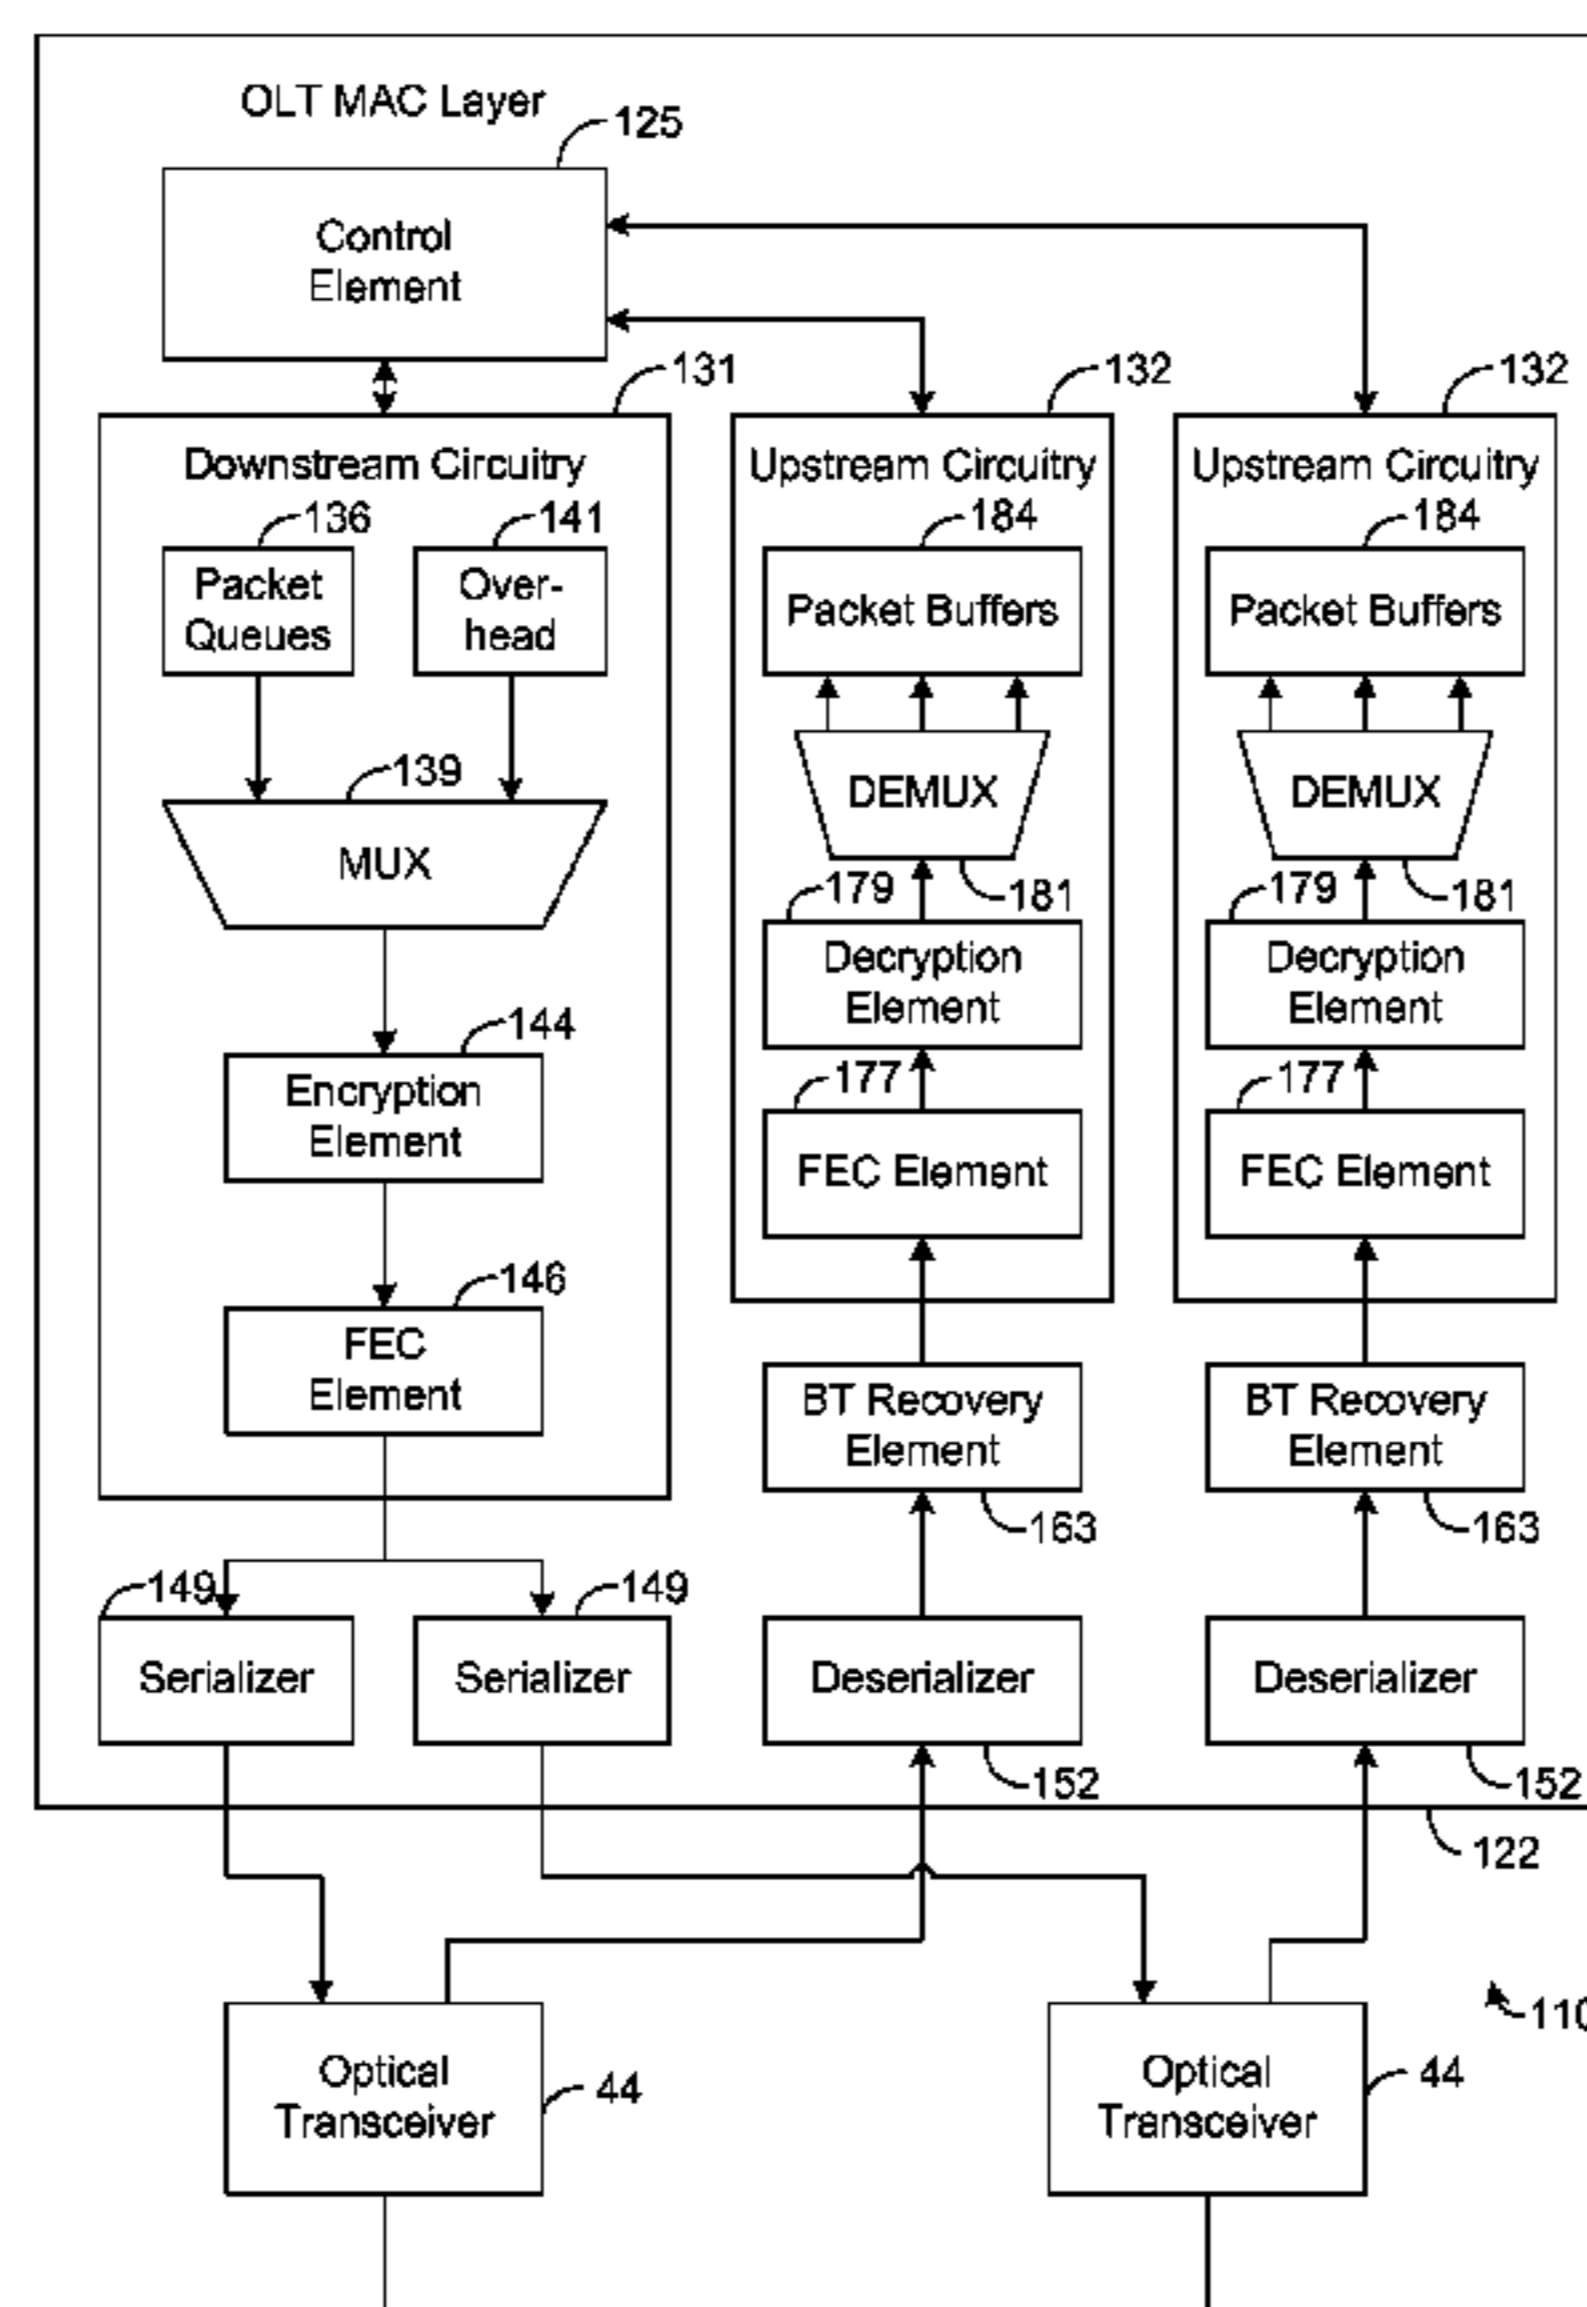 OLT MAC Layer
125
Control
Element
131
132
132
Downstream Circuitry
Upstream Circuitry
Upstream Circuitry
136
141
184
184
Packet
Queues
Over-
head
Packet Buffers
Packet Buffers
139
MUX
DEMUX
DEMUX
179
181
179
181
Decryption
Element
Decryption
Element
144
Encryption
Element
177
177
FEC Element
FEC Element
146
FEC
Element
BT Recovery
Element
BT Recovery
Element
163
163
149
149
Serializer
Serializer
Deserializer
Deserializer
152
152
122
110
Optical
Transceiver
44
Optical
Transceiver
44